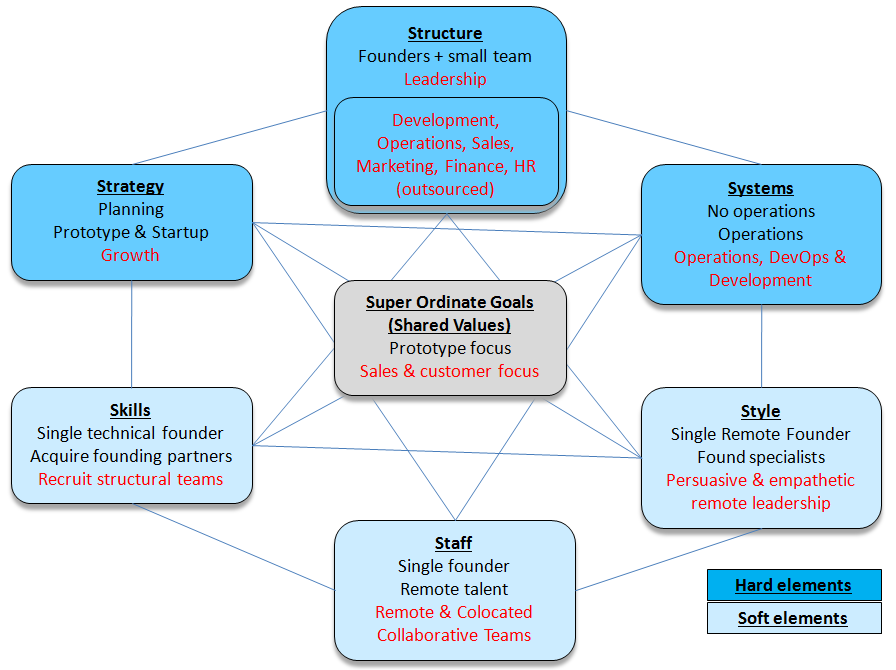 Structure
Founders + small team
Leadership
Development,
Operations, Sales,
Marketing, Finance, HR
(outsourced)
Strategy
Planning
Prototype & Startup
Growth
Systems
No operations
Operations
Operations, DevOps &
Development
Super Ordinate Goals
(Shared Values)
Prototype focus
Sales & customer focus
Skills
Single technical founder
Acquire founding partners
Recruit structural teams
Style
Single Remote Founder
Found specialists
Persuasive & empathetic
remote leadership
Staff
Single founder
Remote talent
Remote & Colocated
Collaborative Teams
Hard elements
Soft elements